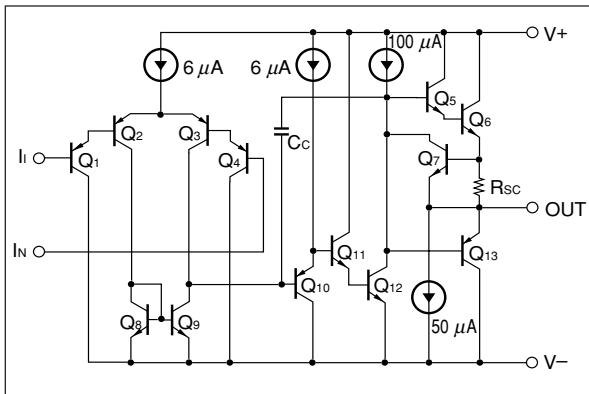 V+
6 μA
6 μA
100 μA
Q5
Q6
Q2
Q3
II
Q1
Q4
CC
Q7
RSC
OUT
IN
Q11
Q10
Q12
Q13
Q8
Q9
50 μA
V−